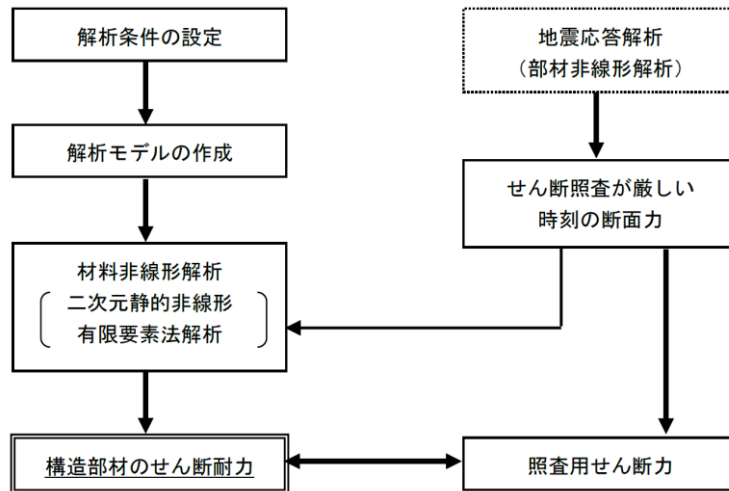 解析条件の設定
地震応答解析
（部材非線形解析）
解析モデルの作成
せん断照査が厳しい
時刻の断面力
材料非線形解析
二次元静的非線形
有限要素法解析
構造部材のせん断耐力
照査用せん断力